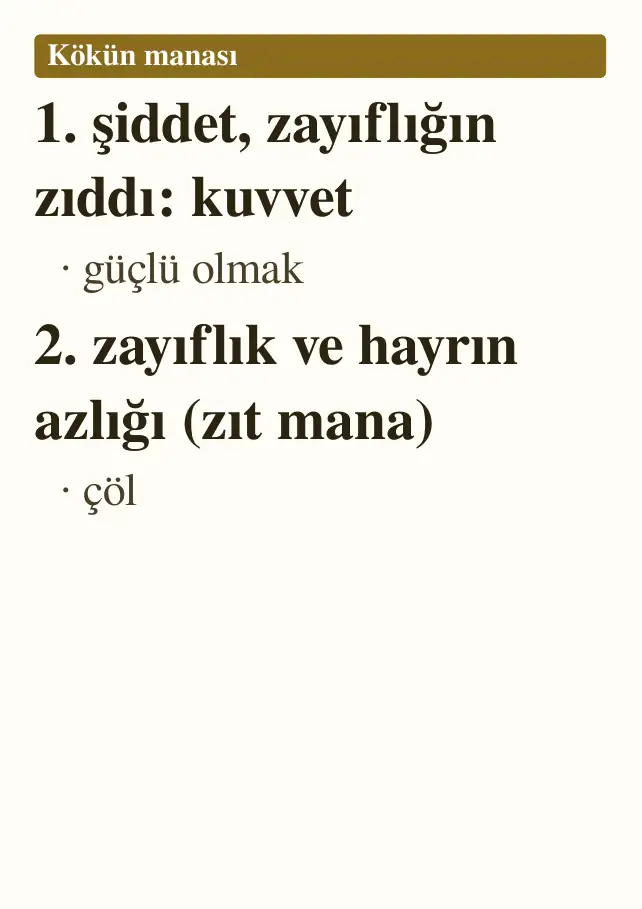 Kökün manası
1. şiddet, zayıflığın
zıddı: kuvvet
· güçlü olmak
2. zayıflık ve hayrın
azlığı (zıt mana)
· çöl